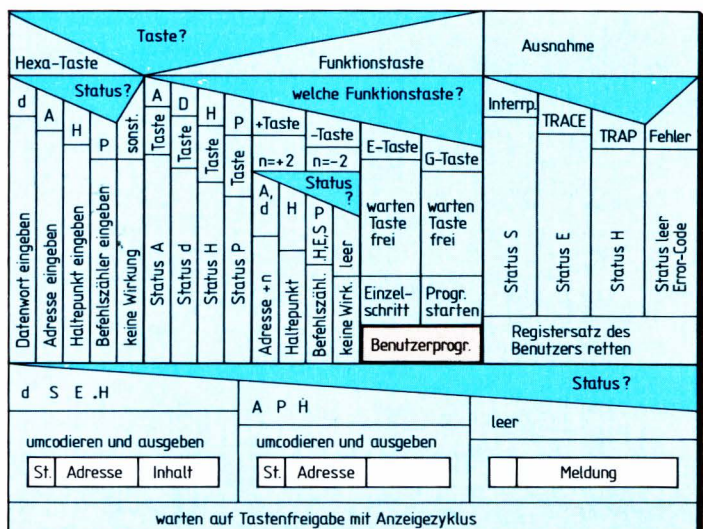 Taste?
Hexa-Taste
Funktionstaste
Ausnahme
Status?
d
A
H
P
sonst.
Datenwort eingeben
Adresse eingeben
Haltepunkt eingeben
Befehlszähler eingeben
keine Wirkung
welche Funktionstaste?
A
Taste
Status A
D
Taste
Status d
H
Taste
Status H
P
Taste
Status P
+Taste
n=+2
-Taste
n=-2
Status
?
A,
d
Adresse +n
H
Haltepunkt
P
.H,E,S
Befehlszähl.
leer
keine Wirk.
E-Taste
warten
Taste
frei
Einzel-
schritt
G-Taste
warten
Taste
frei
Progr.
starten
Benutzerprogr.
Interrp.
Status S
TRACE
Status E
TRAP
Status H
Fehler
Status leer
Error-Code
Registersatz des
Benutzers retten
Status?
d S E .H
umcodieren und ausgeben
St. Adresse Inhalt
A P H
umcodieren und ausgeben
St. Adresse
leer
Meldung
warten auf Tastenfreigabe mit Anzeigezyklus